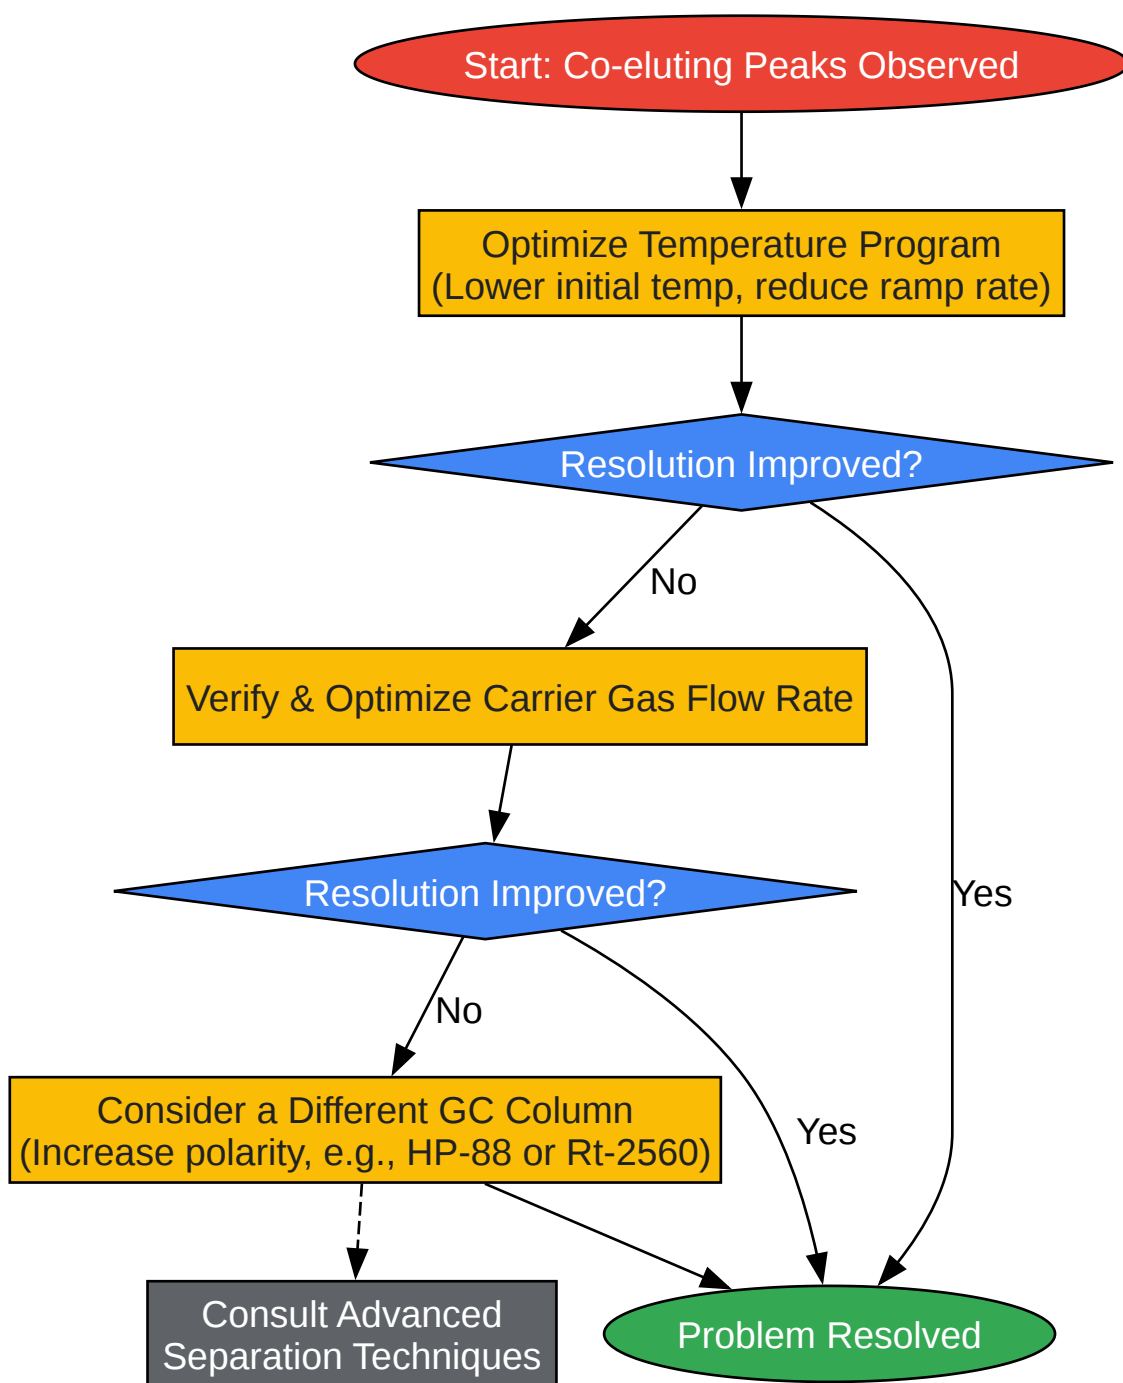 Start: Co-eluting Peaks Observed
Optimize Temperature Program
(Lower initial temp, reduce ramp rate)
Resolution Improved?
No
Verify & Optimize Carrier Gas Flow Rate
Resolution Improved?
Yes
No
Consider a Different GC Column
(Increase polarity, e.g., HP-88 or Rt-2560)
Yes
Consult Advanced
Separation Techniques
Problem Resolved